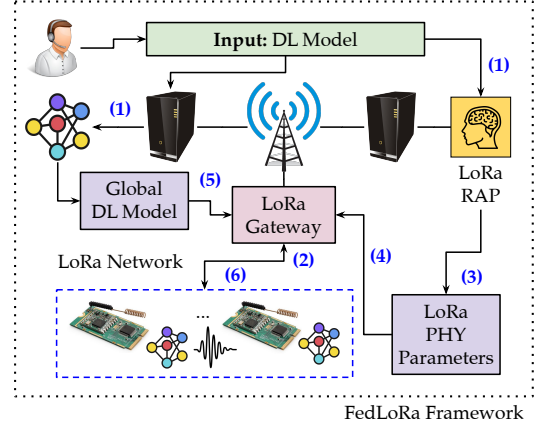 Input: DL Model
(1)
(1)
LoRa
RAP
Global
DL Model
(5)
LoRa
Gateway
LoRa Network
(6)
(2)
(4)
(3)
...
LoRa
PHY
Parameters
FedLoRa Framework